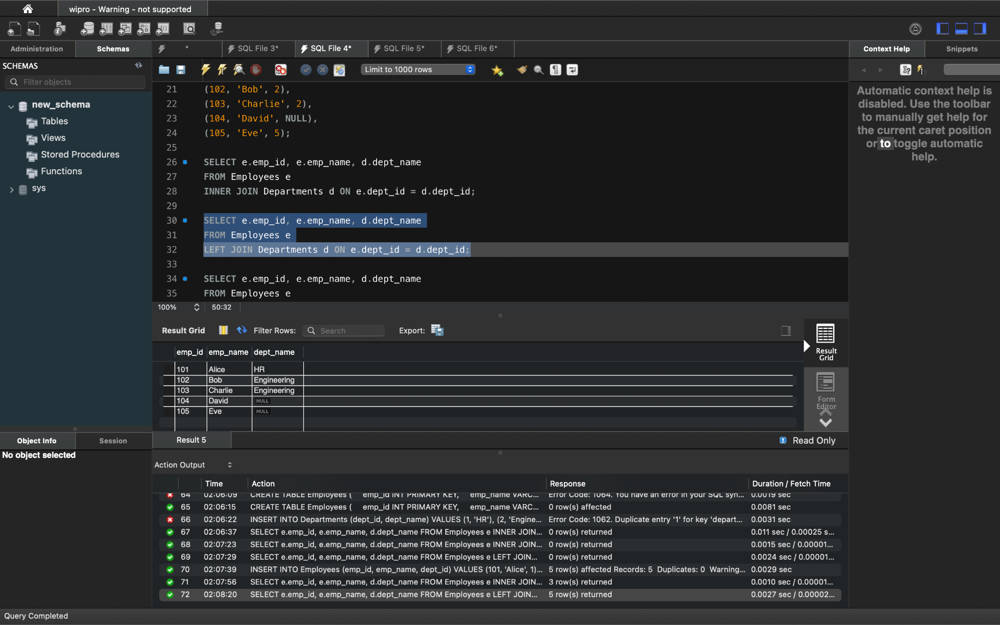 wipro - Warning - not supported
Administration
Schemas
*
SQL File 3*
SQL File 4*
SQL File 5*
SQL File 6*
Context Help
Snippets
SCHEMAS
Filter objects
new_schema
Tables
Views
Stored Procedures
Functions
sys
Limit to 1000 rows
21 (102, 'Bob', 2),
22 (103, 'Charlie', 2),
23 (104, 'David', NULL),
24 (105, 'Eve', 5);
25
26 SELECT e.emp_id, e.emp_name, d.dept_name
27 FROM Employees e
28 INNER JOIN Departments d ON e.dept_id = d.dept_id;
29
30 SELECT e.emp_id, e.emp_name, d.dept_name
31 FROM Employees e
32 LEFT JOIN Departments d ON e.dept_id = d.dept_id;
33
34 SELECT e.emp_id, e.emp_name, d.dept_name
35 FROM Employees e
100% 50:32
Automatic context help is
disabled. Use the toolbar
to manually get help for
the current caret position
or to toggle automatic
help.
Result Grid Filter Rows: Search Export:
emp_id emp_name dept_name
101 Alice HR
102 Bob Engineering
103 Charlie Engineering
104 David NULL
105 Eve NULL
Result
Grid
Form
Editor
Object Info
Session
No object selected
Result 5
Read Only
Action Output
Time Action Response Duration / Fetch Time
64 02:06:09 CREATE TABLE Employees ( emp_id INT PRIMARY KEY, emp_name VARC... Error Code: 1064. You have an error in your SQL syn... 0.0019 sec
65 02:06:15 CREATE TABLE Employees ( emp_id INT PRIMARY KEY, emp_name VARC... 0 row(s) affected 0.0081 sec
66 02:06:22 INSERT INTO Departments (dept_id, dept_name) VALUES (1, 'HR'), (2, 'Engine... Error Code: 1062. Duplicate entry '1' for key 'depart... 0.0031 sec
67 02:06:37 SELECT e.emp_id, e.emp_name, d.dept_name FROM Employees e INNER JOIN... 0 row(s) returned 0.011 sec / 0.00025 s...
68 02:07:23 SELECT e.emp_id, e.emp_name, d.dept_name FROM Employees e INNER JOIN... 0 row(s) returned 0.0015 sec / 0.00001...
69 02:07:29 SELECT e.emp_id, e.emp_name, d.dept_name FROM Employees e LEFT JOIN... 0 row(s) returned 0.0024 sec / 0.00001...
70 02:07:39 INSERT INTO Employees (emp_id, emp_name, dept_id) VALUES (101, 'Alice', 1)... 5 row(s) affected Records: 5 Duplicates: 0 Warning... 0.0029 sec
71 02:07:56 SELECT e.emp_id, e.emp_name, d.dept_name FROM Employees e INNER JOIN... 3 row(s) returned 0.0010 sec / 0.00001...
72 02:08:20 SELECT e.emp_id, e.emp_name, d.dept_name FROM Employees e LEFT JOIN... 5 row(s) returned 0.0027 sec / 0.00002...
Query Completed